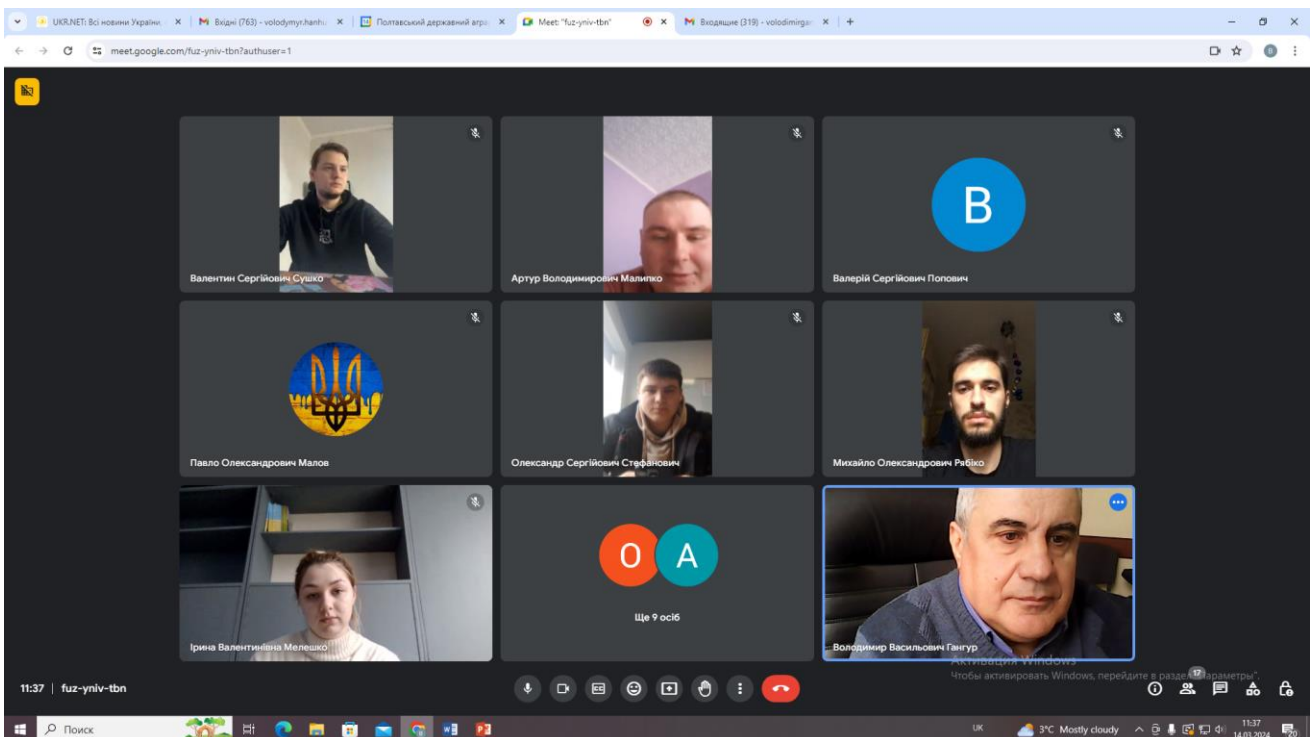 UKR.NET: Всі новини України,
Вхідні (763) - volodymyr.hanhu
Полтавський державний агра
Meet: "fuz-yniv-tbn"
Входящие (319) - volodimirgan
meet.google.com/fuz-yniv-tbn?authuser=1
B
Валентин Сергійович Сушко
Артур Володимирович Малипко
Валерій Сергійович Попович
Павло Олександрович Малов
Олександр Сергійович Стефанович
Михайло Олександрович Рябіко
О А
Ще 9 осіб
Ірина Валентинівна Мелешко
Володимир Васильович Гангур
Активация Windows
Чтобы активировать Windows, перейдите в раздел "Параметры".
17
11:37 | fuz-yniv-tbn
Поиск
UK
3°C Mostly cloudy
11:37
14.03.2024
20